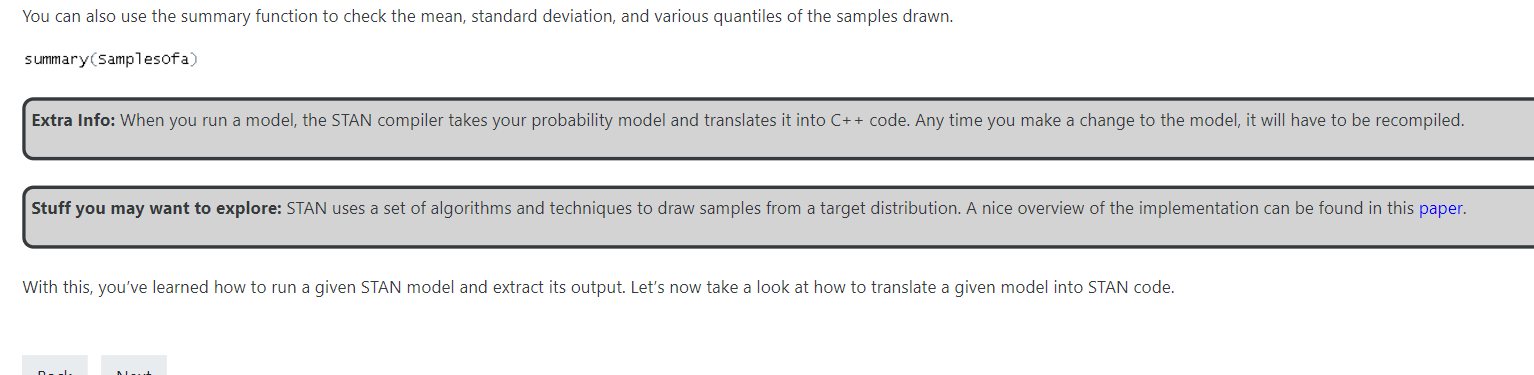 You can also use the summary function to check the mean, standard deviation, and various quantiles of the samples drawn.
summary(SamplesOfa)
Extra Info: When you run a model, the STAN compiler takes your probability model and translates it into C++ code. Any time you make a change to the model, it will have to be recompiled.
Stuff you may want to explore: STAN uses a set of algorithms and techniques to draw samples from a target distribution. A nice overview of the implementation can be found in this paper.
With this, you've learned how to run a given STAN model and extract its output. Let's now take a look at how to translate a given model into STAN code.
Back Next